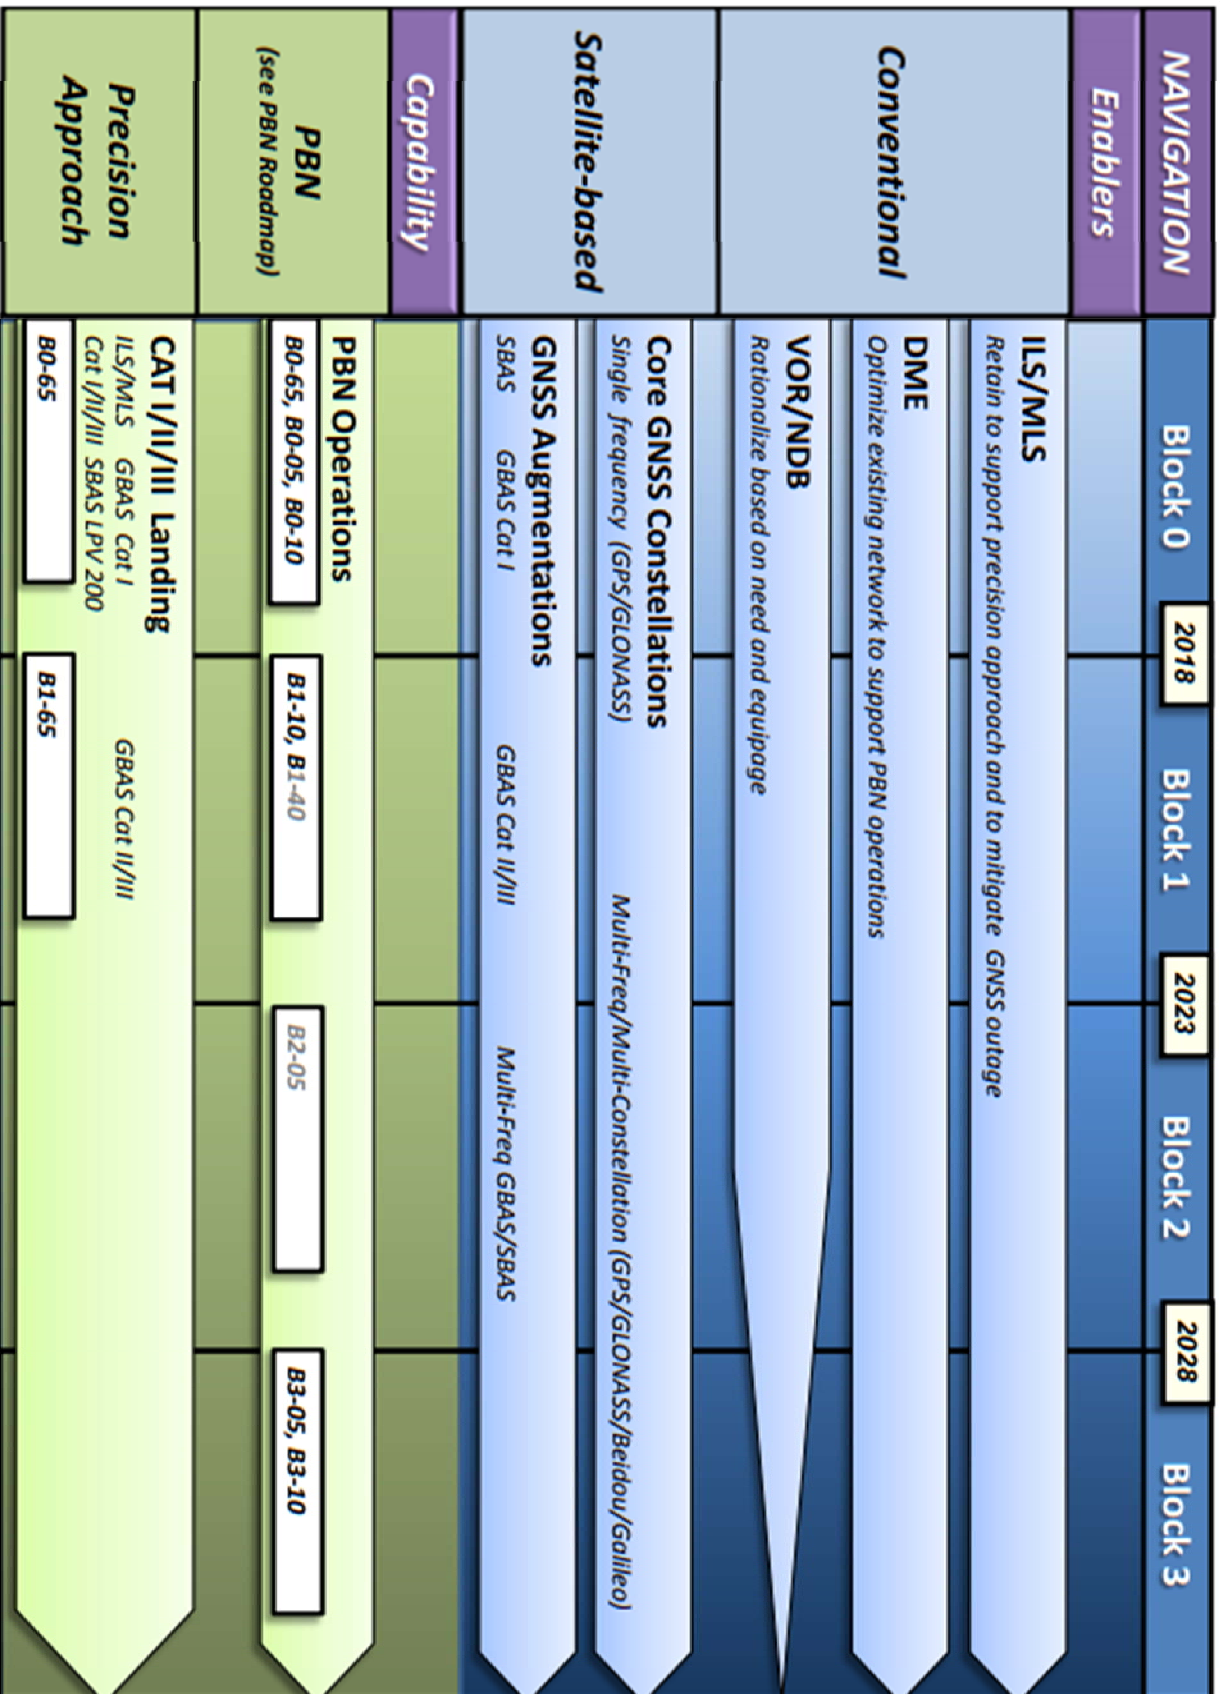 NAVIGATION
Block 0
2018
Block 1
2023
Block 2
2028
Block 3
Enablers
Conventional
ILS/MLS
Retain to support precision approach and to mitigate GNSS outage
DME
Optimize existing network to support PBN operations
VOR/NDB
Rationalize based on need and equipage
Satellite-based
Core GNSS Constellations
Single frequency (GPS/GLONASS)
Multi-Freq/Multi-Constellation (GPS/GLONASS/Beidou/Galileo)
GNSS Augmentations
SBAS GBAS Cat I
GBAS Cat II/III
Multi-Freq GBAS/SBAS
Capability
PBN
(see PBN Roadmap)
PBN Operations
B0-65, B0-05, B0-10
B1-10, B1-40
B2-05
B3-05, B3-10
Precision
Approach
CAT I/II/III Landing
ILS/MLS GBAS Cat I
GBAS Cat II/III
Cat I/II/III SBAS LPV 200
B0-65
B1-65